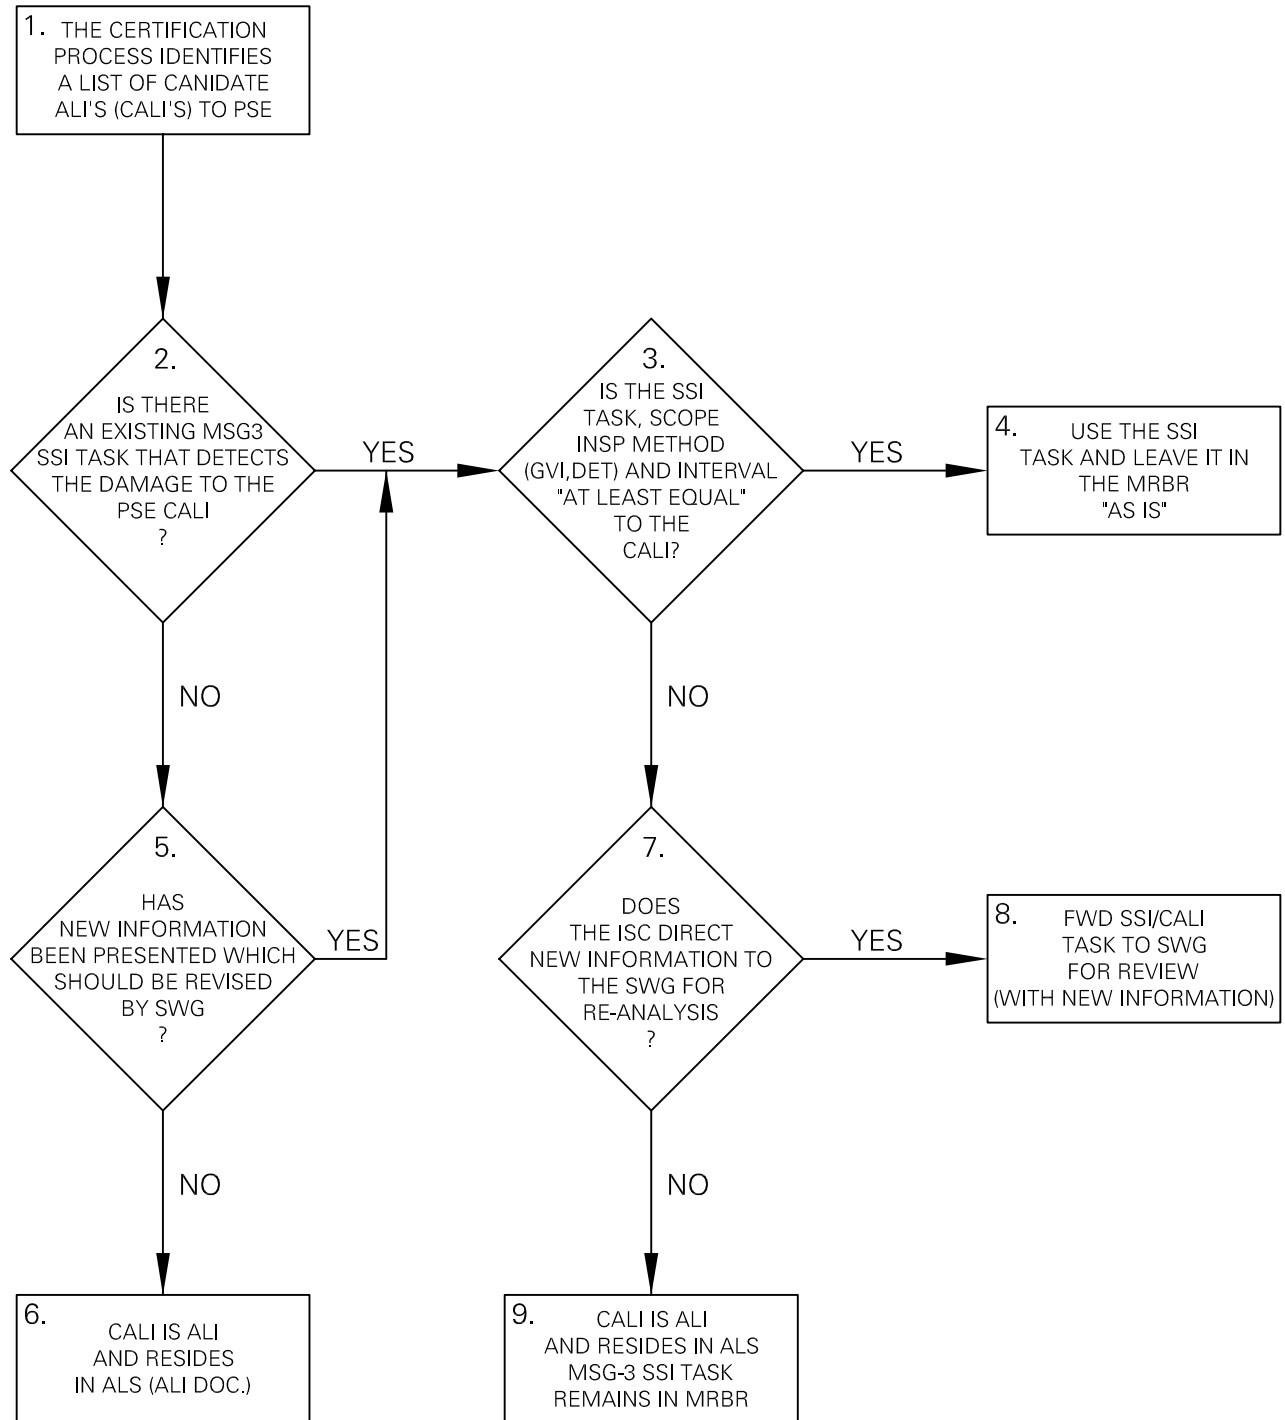 1. THE CERTIFICATION
PROCESS IDENTIFIES
A LIST OF CANIDATE
ALI'S (CALI'S) TO PSE
2.
IS THERE
AN EXISTING MSG3
SSI TASK THAT DETECTS
THE DAMAGE TO THE
PSE CALI
?
YES
NO
3.
IS THE SSI
TASK, SCOPE
INSP METHOD
(GVI,DET) AND INTERVAL
"AT LEAST EQUAL"
TO THE
CALI?
YES
NO
4. USE THE SSI
TASK AND LEAVE IT IN
THE MRBR
"AS IS"
5.
HAS
NEW INFORMATION
BEEN PRESENTED WHICH
SHOULD BE REVISED
BY SWG
?
YES
NO
6.
CALI IS ALI
AND RESIDES
IN ALS (ALI DOC.)
7.
DOES
THE ISC DIRECT
NEW INFORMATION TO
THE SWG FOR
RE-ANALYSIS
?
YES
NO
8. FWD SSI/CALI
TASK TO SWG
FOR REVIEW
(WITH NEW INFORMATION)
9. CALI IS ALI
AND RESIDES IN ALS
MSG-3 SSI TASK
REMAINS IN MRBR